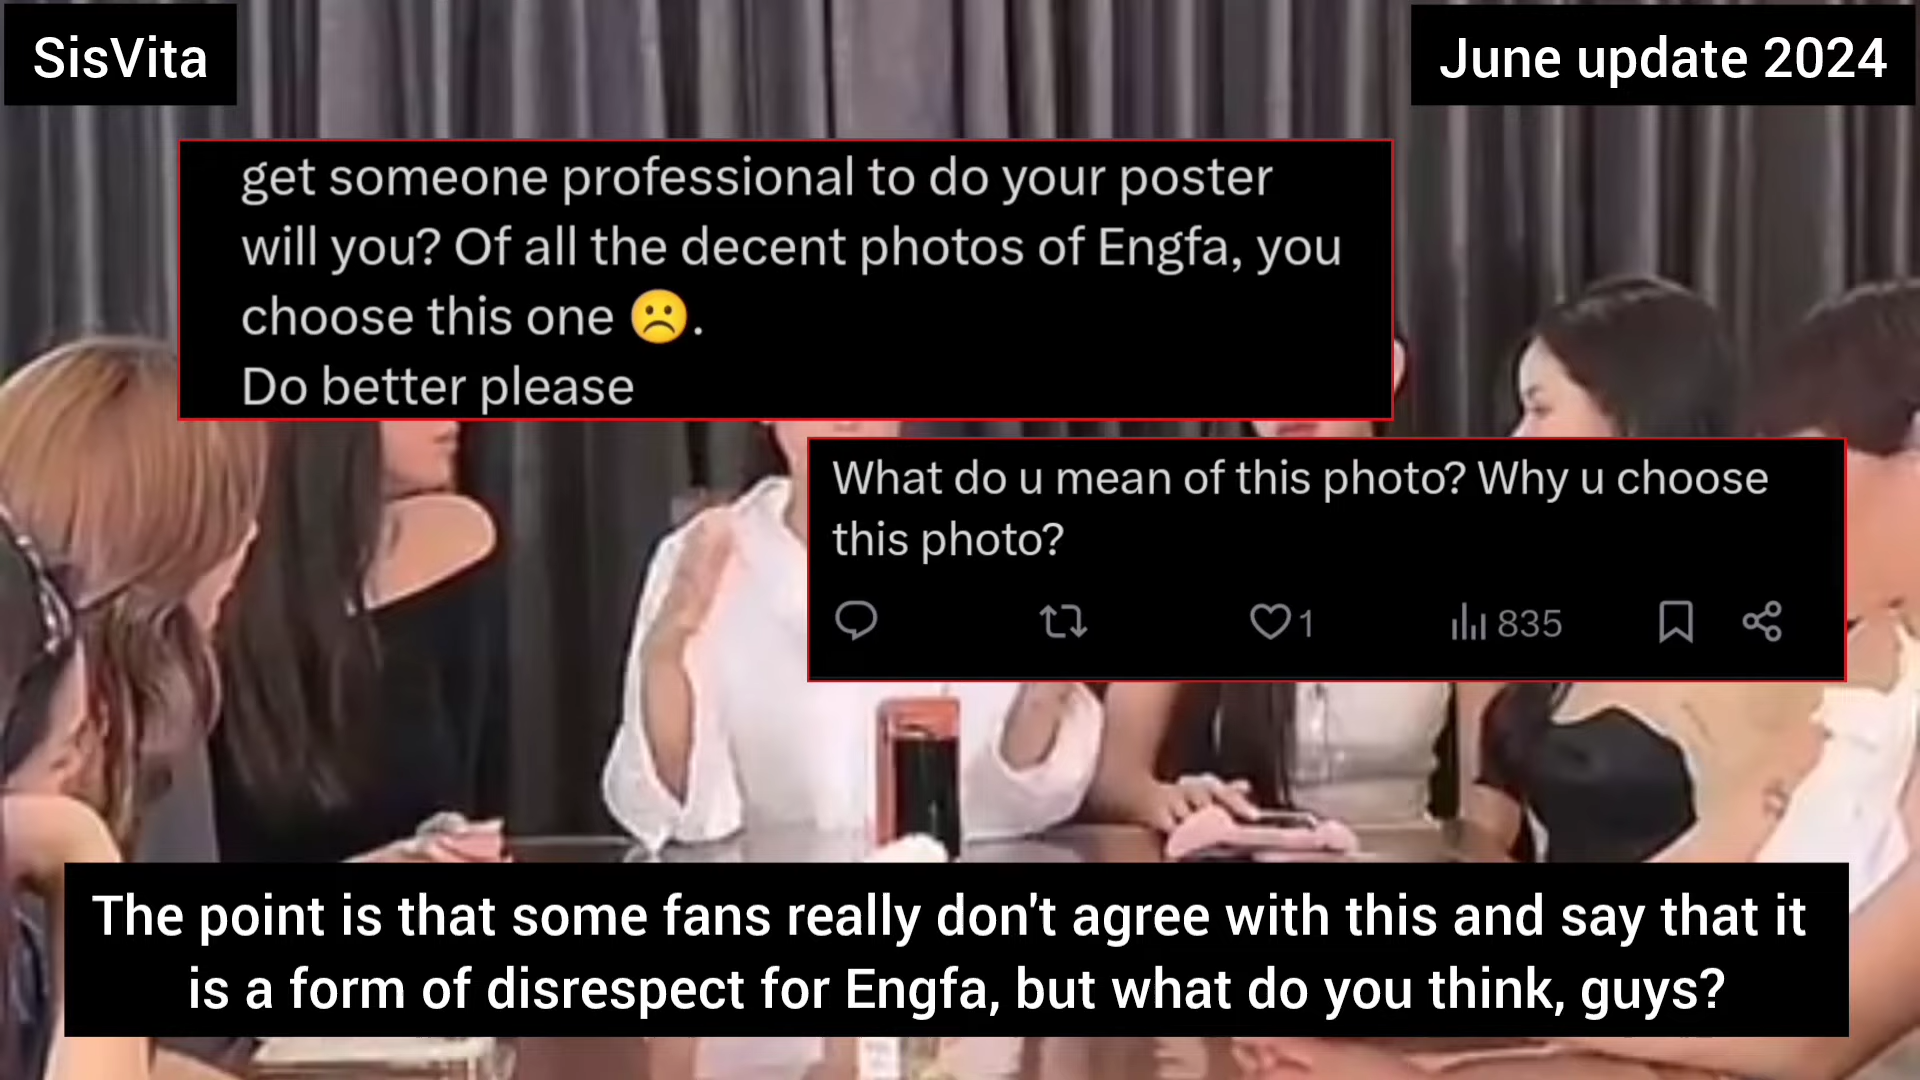 SisVita
June update 2024
get someone professional to do your poster
will you? Of all the decent photos of Engfa, you
choose this one ☹️.
Do better please
What do u mean of this photo? Why u choose
this photo?
1
835
The point is that some fans really don't agree with this and say that it
is a form of disrespect for Engfa, but what do you think, guys?